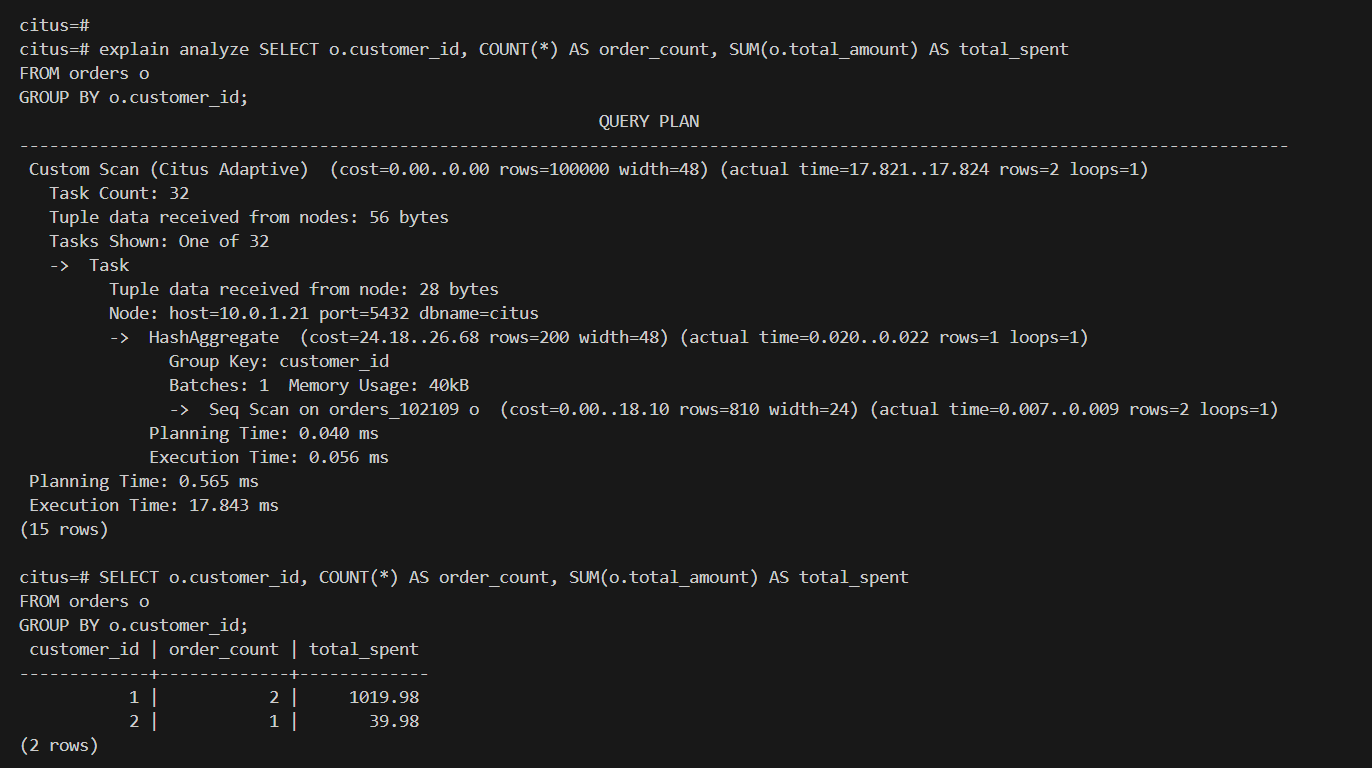 citus=#
citus=# explain analyze SELECT o.customer_id, COUNT(*) AS order_count, SUM(o.total_amount) AS total_spent
FROM orders o
GROUP BY o.customer_id;
                                                          QUERY PLAN
-------------------------------------------------------------------------------------------------------------------------------
 Custom Scan (Citus Adaptive)  (cost=0.00..0.00 rows=100000 width=48) (actual time=17.821..17.824 rows=2 loops=1)
   Task Count: 32
   Tuple data received from nodes: 56 bytes
   Tasks Shown: One of 32
   ->  Task
         Tuple data received from node: 28 bytes
         Node: host=10.0.1.21 port=5432 dbname=citus
         ->  HashAggregate  (cost=24.18..26.68 rows=200 width=48) (actual time=0.020..0.022 rows=1 loops=1)
               Group Key: customer_id
               Batches: 1  Memory Usage: 40kB
               ->  Seq Scan on orders_102109 o  (cost=0.00..18.10 rows=810 width=24) (actual time=0.007..0.009 rows=2 loops=1)
             Planning Time: 0.040 ms
             Execution Time: 0.056 ms
 Planning Time: 0.565 ms
 Execution Time: 17.843 ms
(15 rows)

citus=# SELECT o.customer_id, COUNT(*) AS order_count, SUM(o.total_amount) AS total_spent
FROM orders o
GROUP BY o.customer_id;
 customer_id | order_count | total_spent
-------------+-------------+-------------
           1 |           2 |     1019.98
           2 |           1 |       39.98
(2 rows)